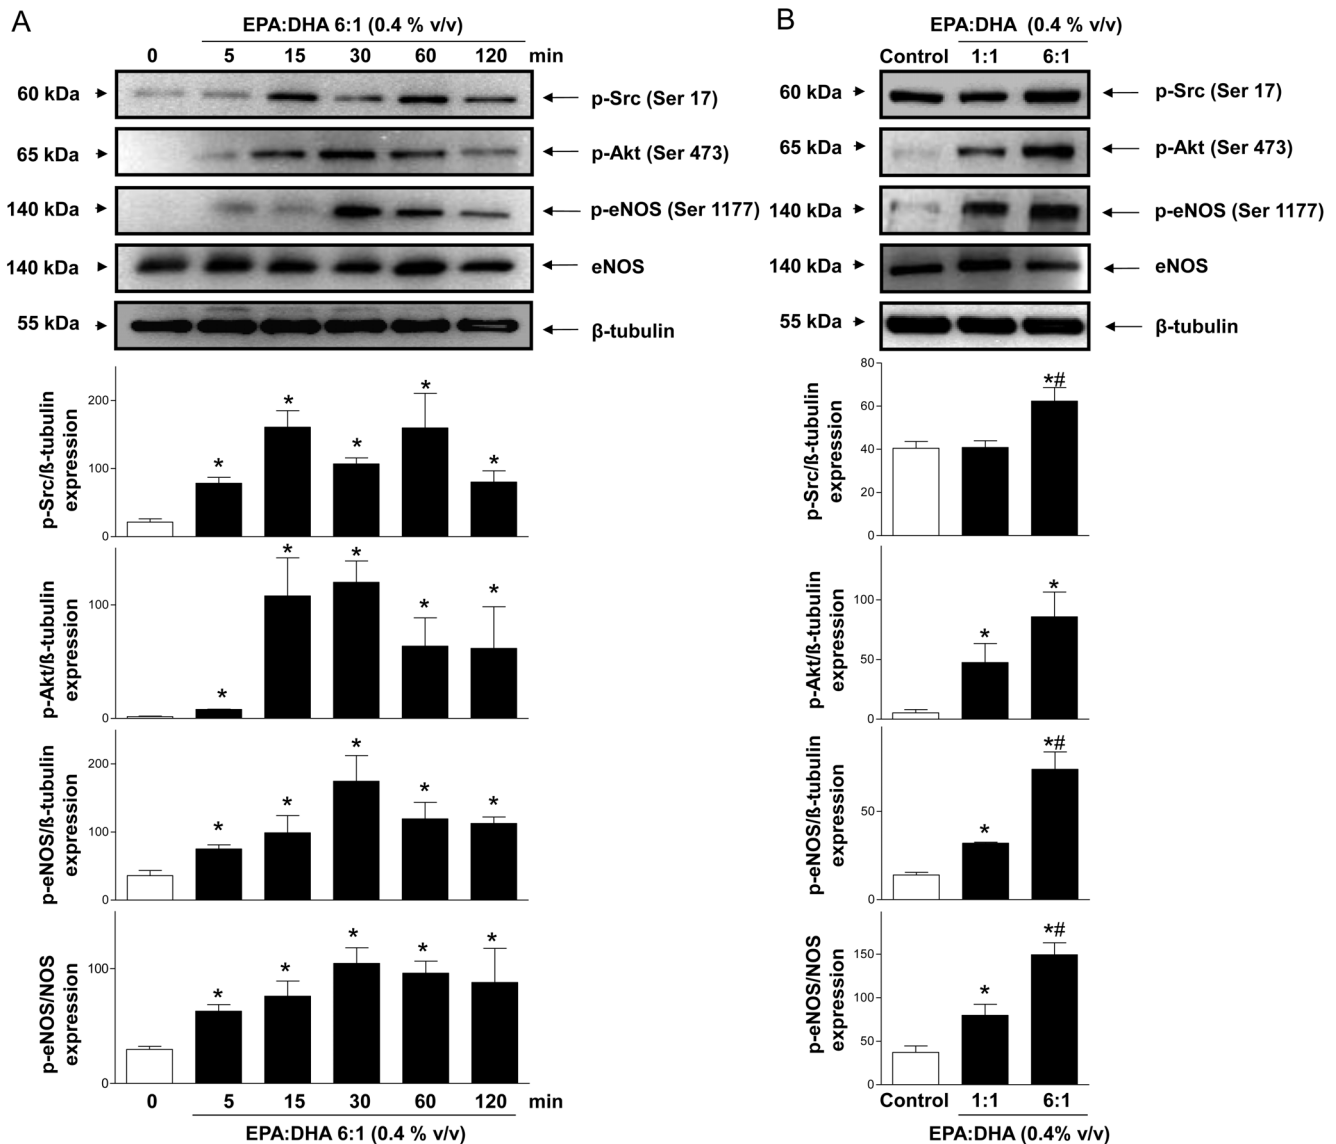 A
EPA:DHA 6:1 (0.4 % v/v)
0 5 15 30 60 120 min
60 kDa p-Src (Ser 17)
65 kDa p-Akt (Ser 473)
140 kDa p-eNOS (Ser 1177)
140 kDa eNOS
55 kDa ß-tubulin
p-Src/ß-tubulin
expression
200
100
0
* * * * *
p-Akt/ß-tubulin
expression
100
0
* * * * *
p-eNOS/ß-tubulin
expression
200
100
0
* * * * *
p-eNOS/NOS
expression
100
0
* * * * *
0 5 15 30 60 120 min
EPA:DHA 6:1 (0.4 % v/v)
B
EPA:DHA (0.4 % v/v)
Control 1:1 6:1
60 kDa p-Src (Ser 17)
65 kDa p-Akt (Ser 473)
140 kDa p-eNOS (Ser 1177)
140 kDa eNOS
55 kDa ß-tubulin
p-Src/ß-tubulin
expression
80
60
40
20
0
*#
p-Akt/ß-tubulin
expression
100
50
0
* *
p-eNOS/ß-tubulin
expression
50
0
* *#
p-eNOS/NOS
expression
150
100
50
0
* *#
Control 1:1 6:1
EPA:DHA (0.4% v/v)